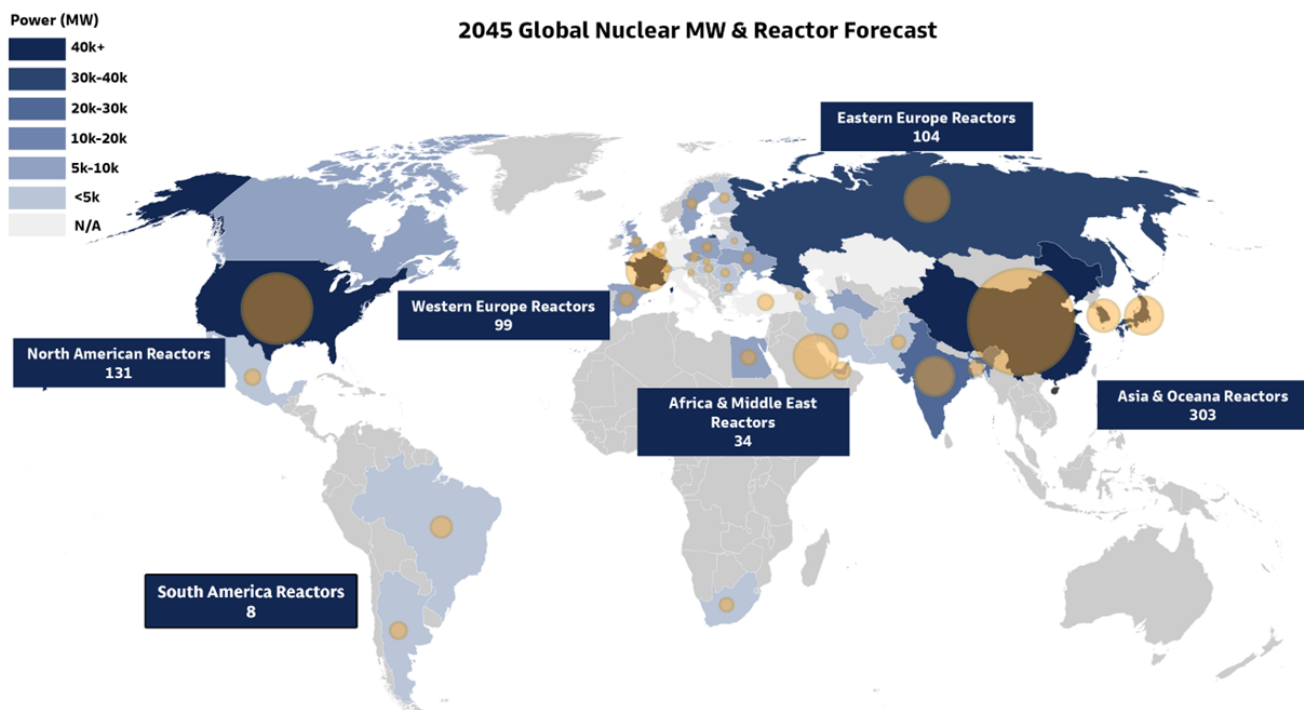 2045 Global Nuclear MW & Reactor Forecast
Power (MW)
40k+
30k-40k
20k-30k
10k-20k
5k-10k
<5k
N/A
Eastern Europe Reactors
104
Western Europe Reactors
99
North American Reactors
131
Africa & Middle East
Reactors
34
Asia & Oceana Reactors
303
South America Reactors
8